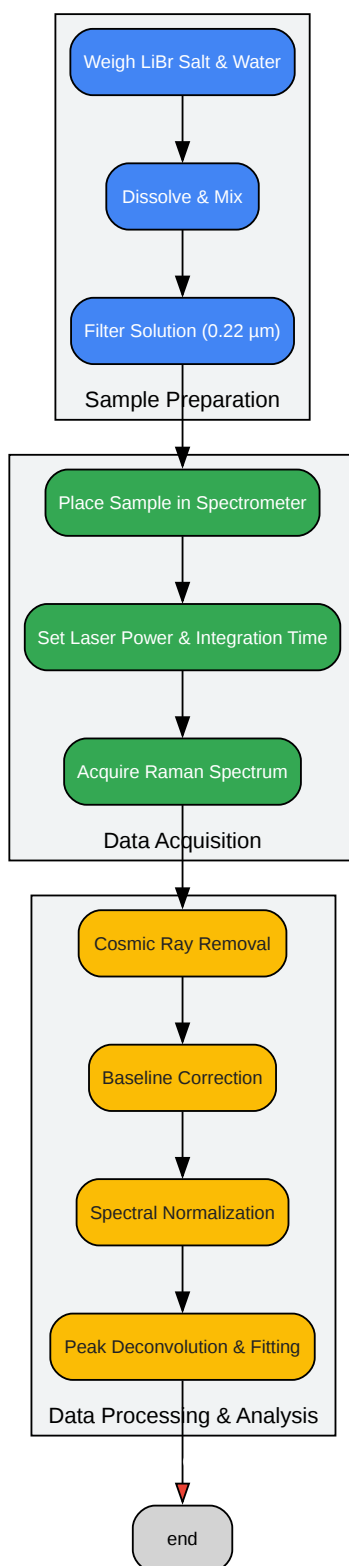 Weigh LiBr Salt & Water
Dissolve & Mix
Filter Solution (0.22 µm)
Sample Preparation
Place Sample in Spectrometer
Set Laser Power & Integration Time
Acquire Raman Spectrum
Data Acquisition
Cosmic Ray Removal
Baseline Correction
Spectral Normalization
Peak Deconvolution & Fitting
Data Processing & Analysis
end